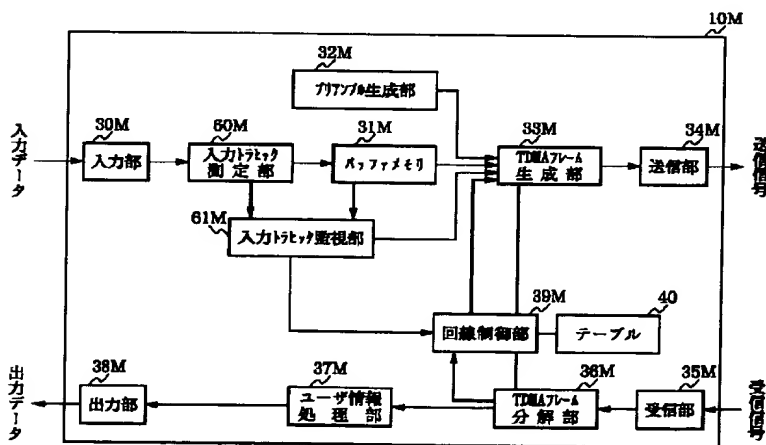 10M
32M
プリアンブル生成部
入力データ
30M
入力部
60M
入力トラヒック
測定部
31M
バッファメモリ
33M
TDMAフレーム
生成部
34M
送信部
送信信号
61M
入力トラヒック監視部
39M
回線制御部
40
テーブル
出力データ
38M
出力部
37M
ユーザ情報
処理部
36M
TDMAフレーム
分解部
35M
受信部
受信信号